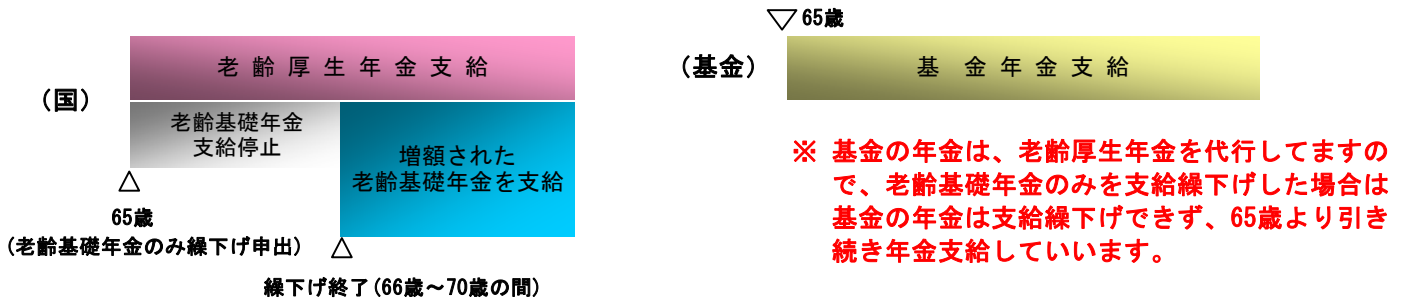 老齢厚生年金支給
（国）
老齢基礎年金
支給停止
増額された
老齢基礎年金を支給
△
65歳
(老齢基礎年金のみ繰下げ申出)
△
繰下げ終了(66歳～70歳の間)
▽65歳
（基金）
基 金年金支給
※ 基金の年金は、老齢厚生年金を代行してますの
で、老齢基礎年金のみを支給繰下げした場合は
基金の年金は支給繰下げできず、65歳より引き
続き年金支給していいます。